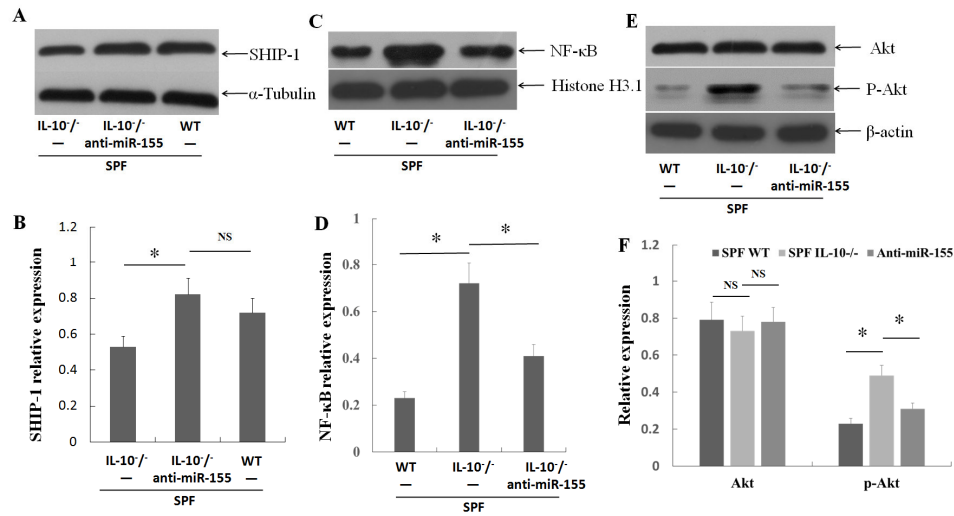 A
SHIP-1
α-Tubulin
IL-10⁻/⁻ IL-10⁻/⁻ WT
— anti-miR-155 —
SPF
C
NF-κB
Histone H3.1
WT IL-10⁻/⁻ IL-10⁻/⁻
— — anti-miR-155
SPF
E
Akt
P-Akt
β-actin
WT IL-10⁻/⁻ IL-10⁻/⁻
— — anti-miR-155
SPF
B
SHIP-1 relative expression
1.2
1
0.8
0.6
0.4
0.2
0
* NS
IL-10⁻/⁻ IL-10⁻/⁻ WT
— anti-miR-155 —
SPF
D
NF-κB relative expression
1
0.8
0.6
0.4
0.2
0
* *
WT IL-10⁻/⁻ IL-10⁻/⁻
— — anti-miR-155
SPF
F
SPF WT SPF IL-10-/- Anti-miR-155
Relative expression
1
0.8
0.6
0.4
0.2
0
NS NS
* *
Akt p-Akt